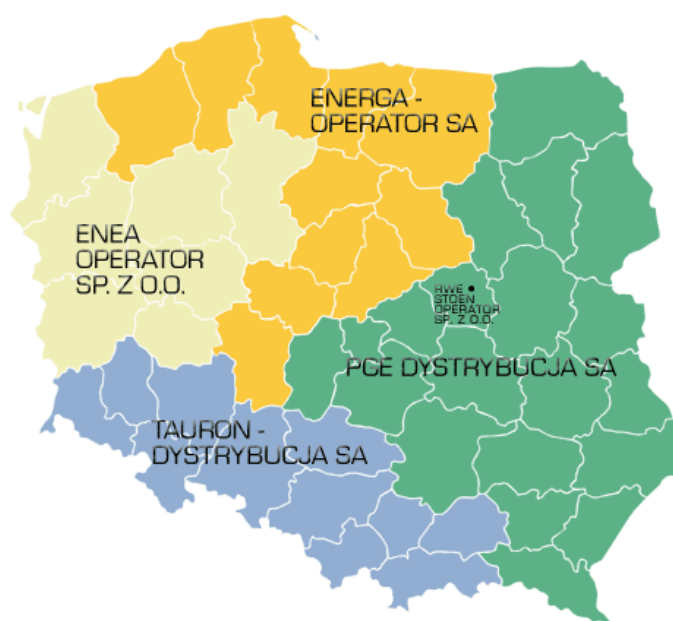 ENERGA -
OPERATOR SA
ENEA
OPERATOR
SP. Z O.O.
RWE
STOEN
OPERATOR
SP. Z O.O.
PGE DYSTRYBUCJA SA
TAURON -
DYSTRYBUCJA SA